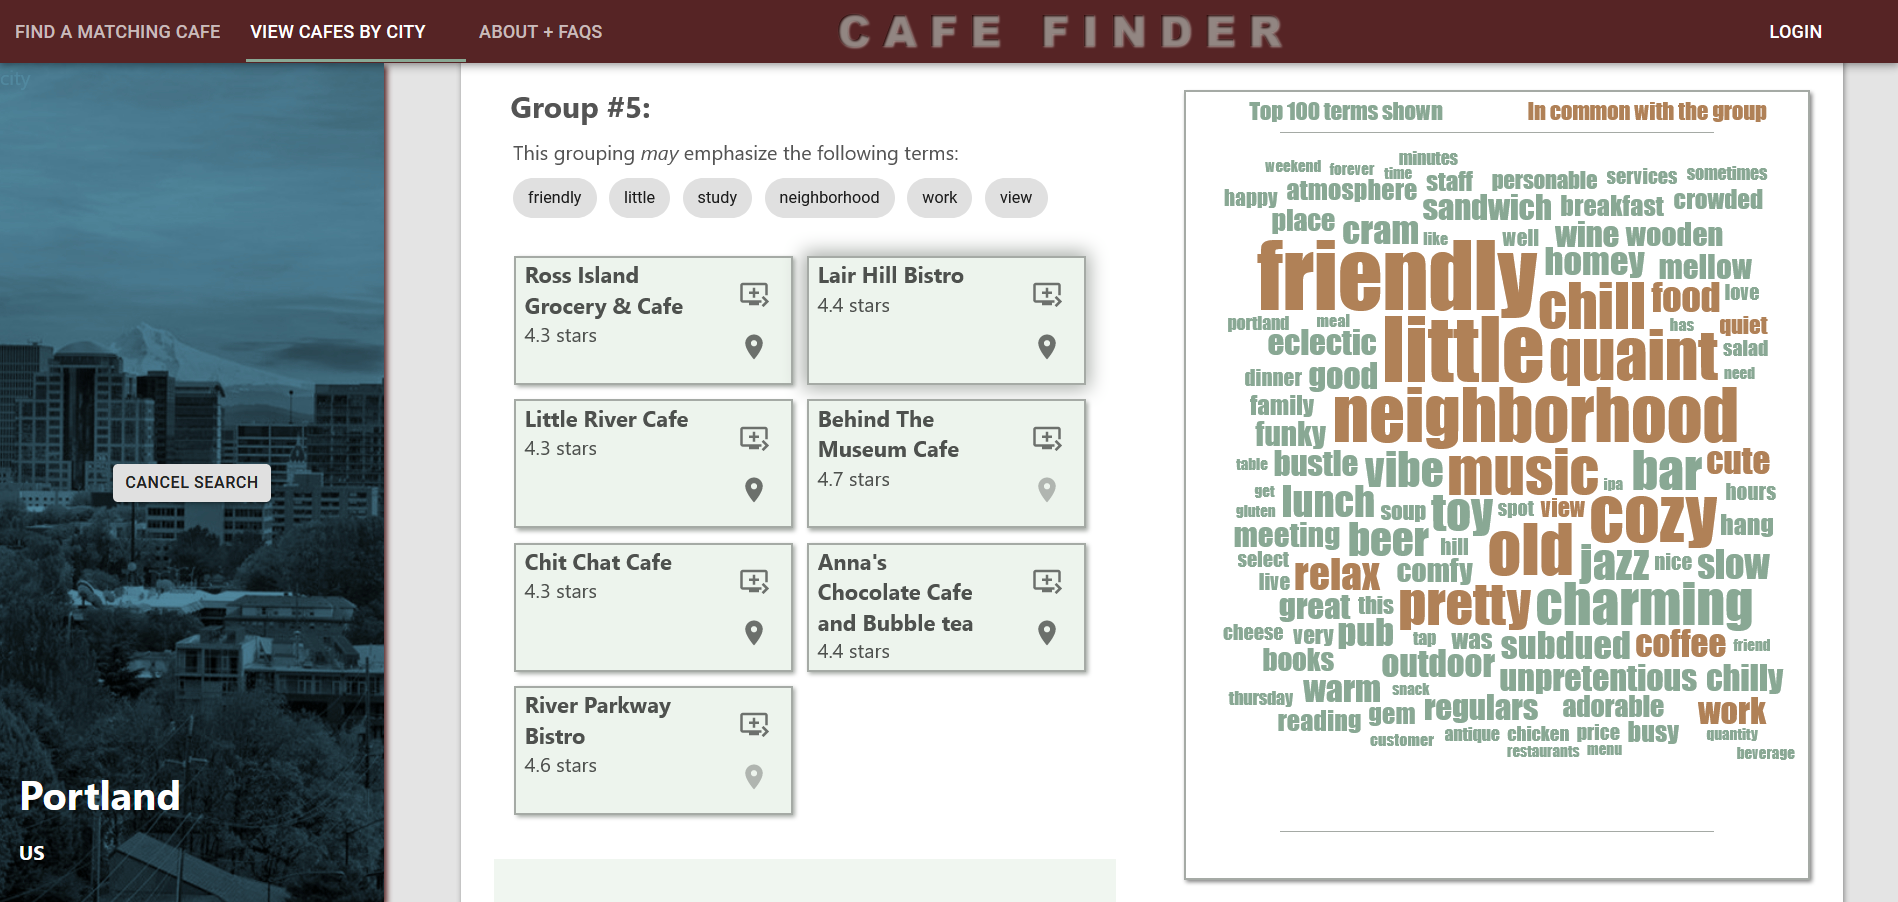 FIND A MATCHING CAFE
VIEW CAFES BY CITY
ABOUT + FAQS
CAFE FINDER
LOGIN
city
CANCEL SEARCH
Portland
US
Group #5:
This grouping may emphasize the following terms:
friendly little study neighborhood work view
Ross Island
Grocery & Cafe
4.3 stars
Lair Hill Bistro
4.4 stars
Little River Cafe
4.3 stars
Behind The
Museum Cafe
4.7 stars
Chit Chat Cafe
4.3 stars
Anna's
Chocolate Cafe
and Bubble tea
4.4 stars
River Parkway
Bistro
4.6 stars
Top 100 terms shown In common with the group
minutes
weekend forever time
happy atmosphere staff personable services sometimes
place cram sandwich breakfast crowded
like well wine wooden
friendly homey mellow
chill food love
portland meal has quiet
eclectic little quaint salad
dinner good need
family neighborhood
funky
table bustle vibe music bar cute
get lunch ipa hours
gluten soup toy spot view cozy
meeting beer hill old hang
select comfy jazz nice slow
live relax
great this pretty charming
cheese very pub tap was subdued coffee friend
books outdoor
warm snack unpretentious chilly
thursday
reading gem regulars adorable work
customer antique chicken price busy quantity
restaurants menu beverage